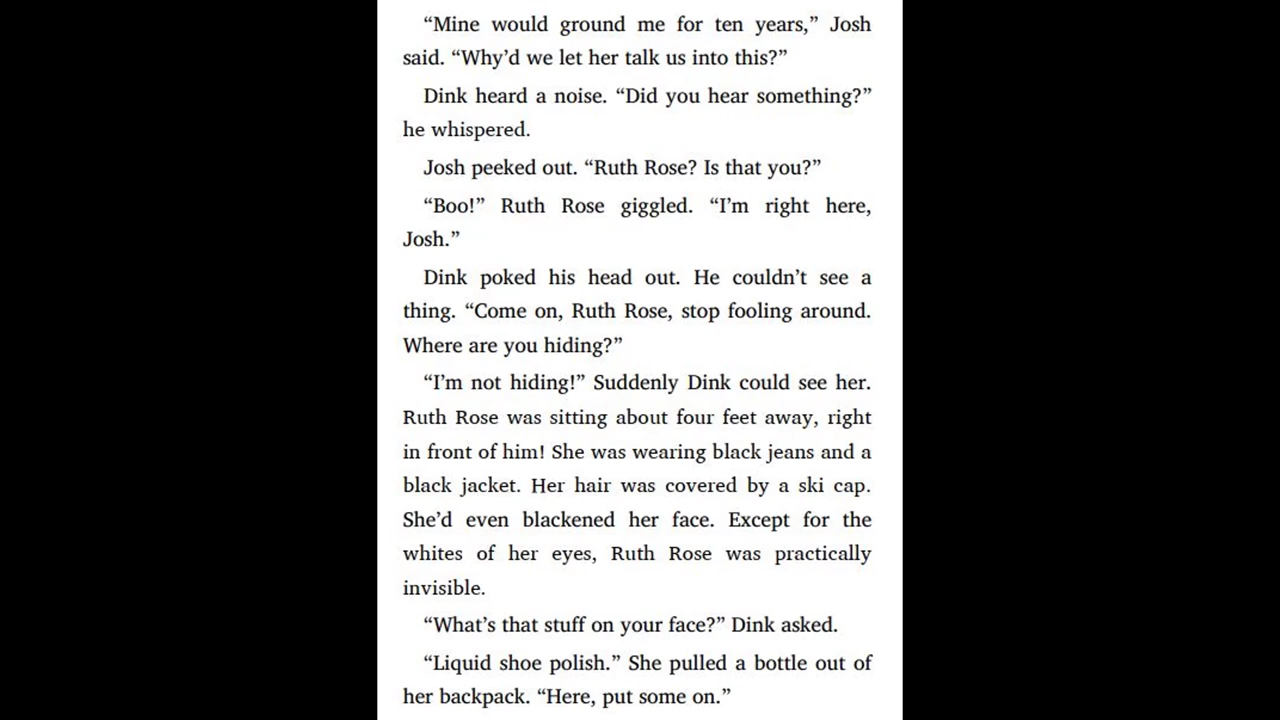 “Mine would ground me for ten years,” Josh
said. “Why’d we let her talk us into this?”
Dink heard a noise. “Did you hear something?”
he whispered.
Josh peeked out. “Ruth Rose? Is that you?”
“Boo!” Ruth Rose giggled. “I’m right here,
Josh.”
Dink poked his head out. He couldn’t see a
thing. “Come on, Ruth Rose, stop fooling around.
Where are you hiding?”
“I’m not hiding!” Suddenly Dink could see her.
Ruth Rose was sitting about four feet away, right
in front of him! She was wearing black jeans and a
black jacket. Her hair was covered by a ski cap.
She’d even blackened her face. Except for the
whites of her eyes, Ruth Rose was practically
invisible.
“What’s that stuff on your face?” Dink asked.
“Liquid shoe polish.” She pulled a bottle out of
her backpack. “Here, put some on.”